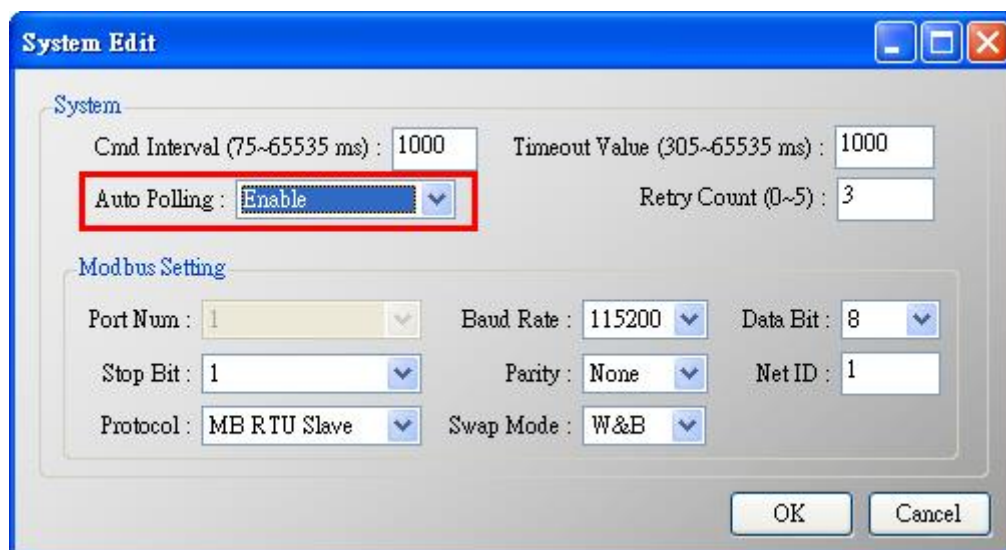 System Edit
System
Cmd Interval (75~65535 ms) : 1000 Timeout Value (305~65535 ms) : 1000
Auto Polling : Enable Retry Count (0~5) : 3
Modbus Setting
Port Num : 1 Baud Rate : 115200 Data Bit : 8
Stop Bit : 1 Parity : None Net ID : 1
Protocol : MB RTU Slave Swap Mode : W&B
OK Cancel